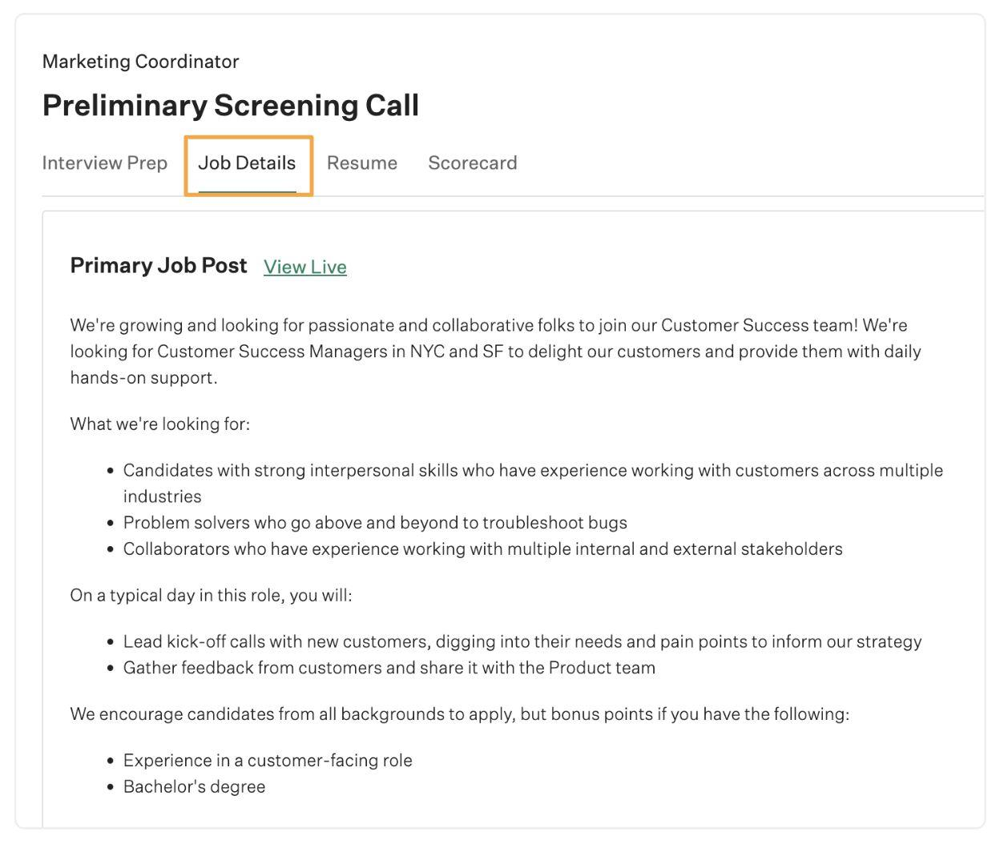 Marketing Coordinator
Preliminary Screening Call
Interview Prep Job Details Resume Scorecard
Primary Job Post View Live
We're growing and looking for passionate and collaborative folks to join our Customer Success team! We're
looking for Customer Success Managers in NYC and SF to delight our customers and provide them with daily
hands-on support.
What we're looking for:
• Candidates with strong interpersonal skills who have experience working with customers across multiple
industries
• Problem solvers who go above and beyond to troubleshoot bugs
• Collaborators who have experience working with multiple internal and external stakeholders
On a typical day in this role, you will:
• Lead kick-off calls with new customers, digging into their needs and pain points to inform our strategy
• Gather feedback from customers and share it with the Product team
We encourage candidates from all backgrounds to apply, but bonus points if you have the following:
• Experience in a customer-facing role
• Bachelor's degree